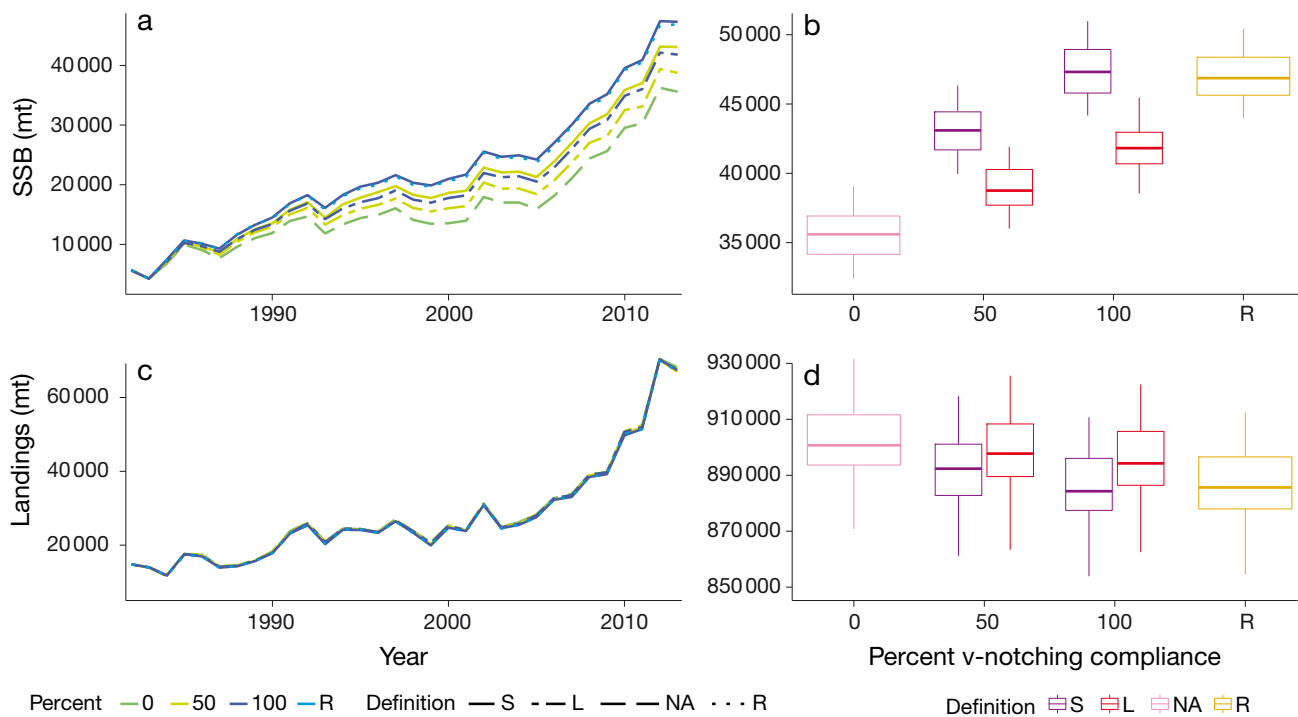 a
SSB (mt)
40 000
30 000
20 000
10 000
1990 2000 2010
b
50 000
45 000
40 000
35 000
0 50 100 R
c
Landings (mt)
60 000
40 000
20 000
1990 2000 2010
Year
d
930 000
910 000
890 000
870 000
850 000
0 50 100 R
Percent v-notching compliance
Percent 0 50 100 R Definition S L NA R
Definition S L NA R